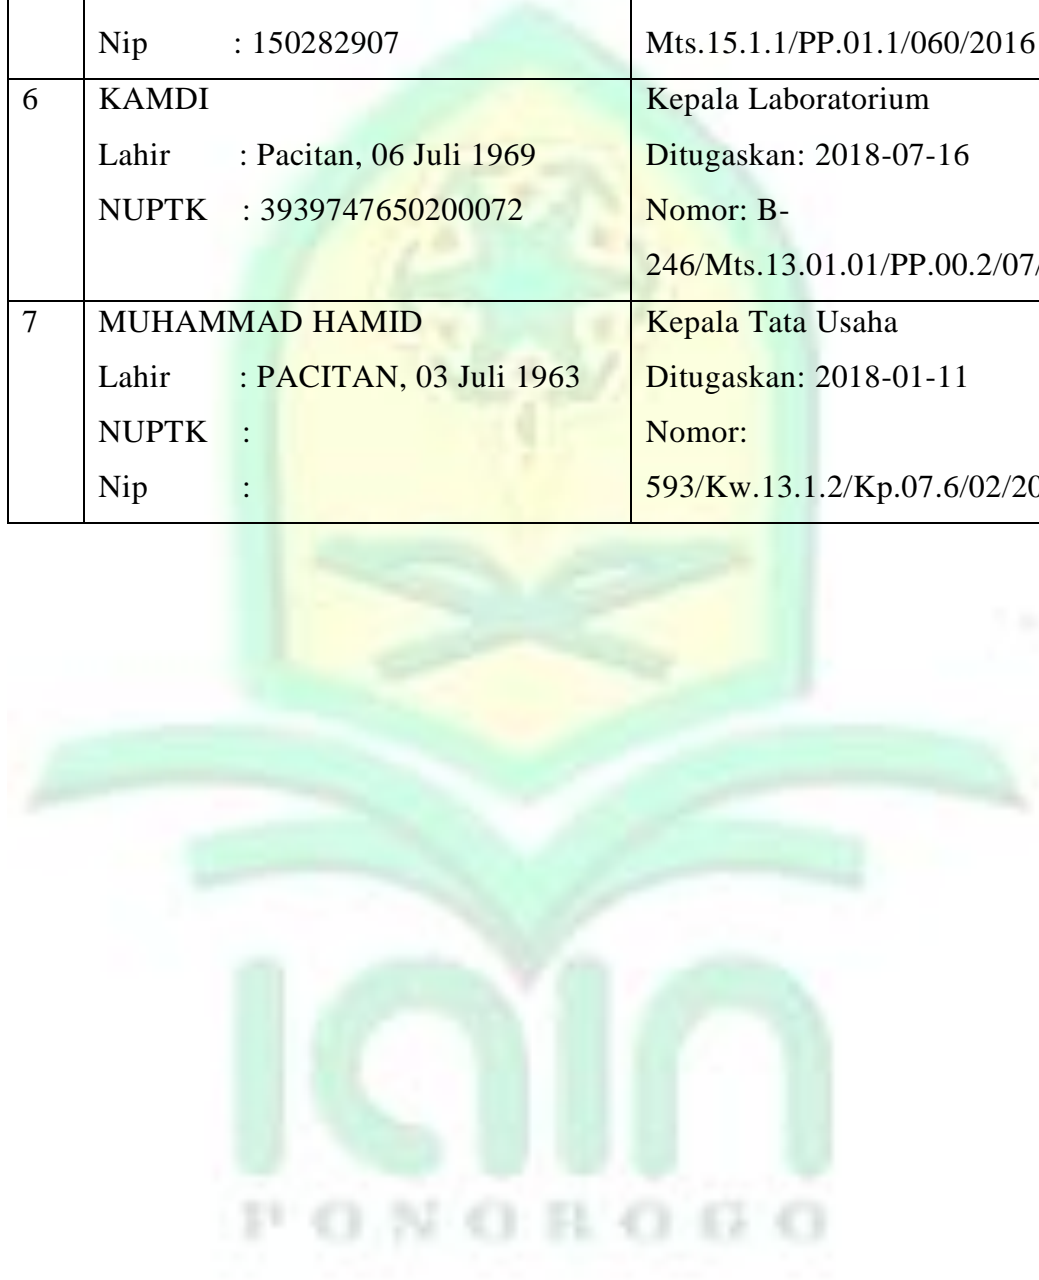 Nip : 150282907 Mts.15.1.1/PP.01.1/060/2016
6 KAMDI Kepala Laboratorium
Lahir : Pacitan, 06 Juli 1969 Ditugaskan: 2018-07-16
NUPTK : 3939747650200072 Nomor: B-
246/Mts.13.01.01/PP.00.2/07/
7 MUHAMMAD HAMID Kepala Tata Usaha
Lahir : PACITAN, 03 Juli 1963 Ditugaskan: 2018-01-11
NUPTK : Nomor:
Nip : 593/Kw.13.1.2/Kp.07.6/02/20
IAIN
PONOROGO